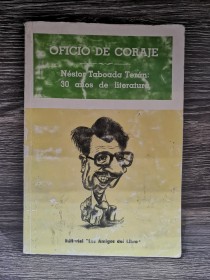 OFICIO DE CORAJE
Néstor Taboada Terán:
30 años de literatura
Editorial "Los Amigos del Libro"